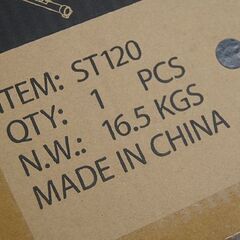 ITEM: ST120
QTY: 1 PCS
N.W.: 16.5 KGS
MADE IN CHINA